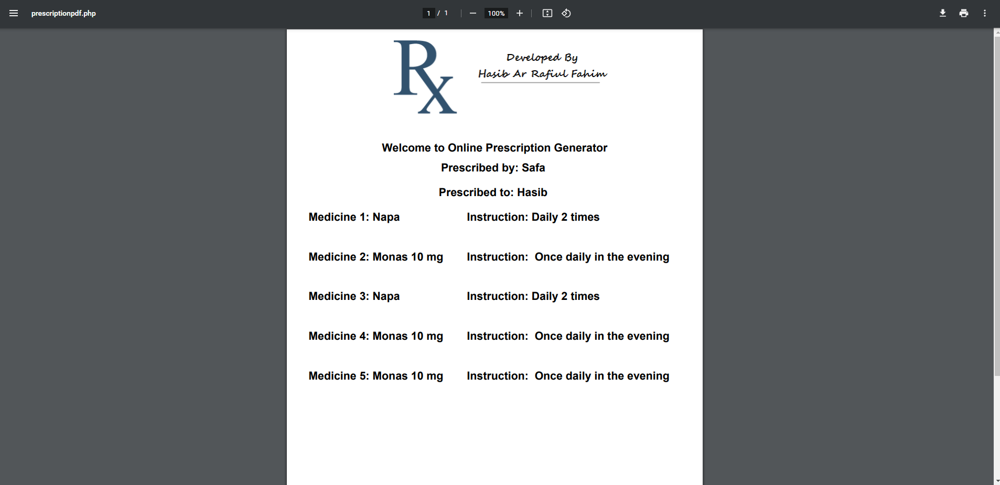 prescriptionpdf.php
1 / 1
100%
Rx
Developed By
Hasib Ar Rafiul Fahim
Welcome to Online Prescription Generator
Prescribed by: Safa
Prescribed to: Hasib
Medicine 1: Napa Instruction: Daily 2 times
Medicine 2: Monas 10 mg Instruction: Once daily in the evening
Medicine 3: Napa Instruction: Daily 2 times
Medicine 4: Monas 10 mg Instruction: Once daily in the evening
Medicine 5: Monas 10 mg Instruction: Once daily in the evening